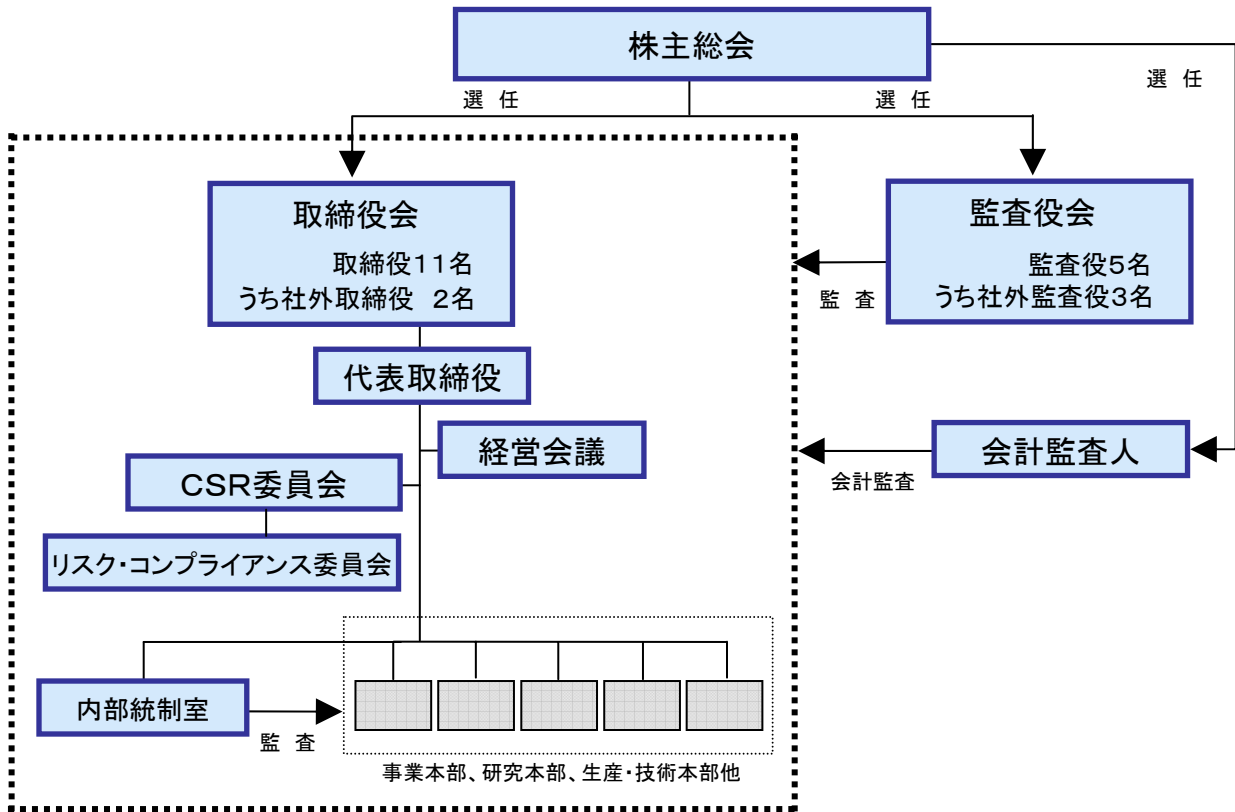 株主総会
選 任
選 任
選 任
取締役会
取締役11名
うち社外取締役 2名
監査役会
監査役5名
うち社外監査役3名
監 査
代表取締役
経営会議
会計監査人
会計監査
CSR委員会
リスク・コンプライアンス委員会
内部統制室
監 査
事業本部、研究本部、生産・技術本部他